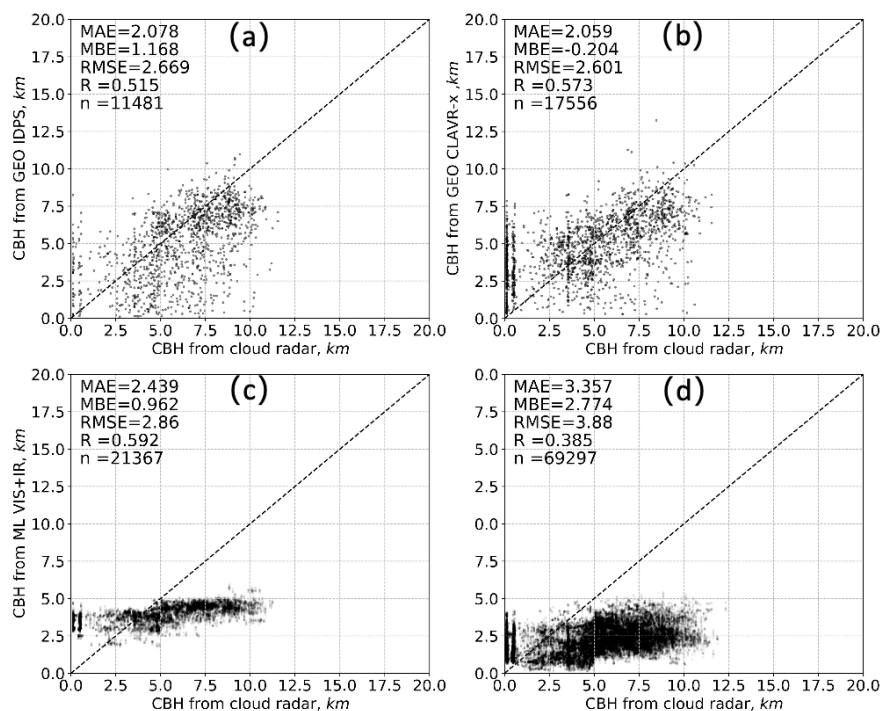 (a)
MAE=2.078
MBE=1.168
RMSE=2.669
R =0.515
n =11481
20.0
17.5
15.0
12.5
10.0
7.5
5.0
2.5
0.0
CBH from GEO IDPS, km
0.0 2.5 5.0 7.5 10.0 12.5 15.0 17.5 20.0
CBH from cloud radar, km
(b)
MAE=2.059
MBE=-0.204
RMSE=2.601
R =0.573
n =17556
20.0
17.5
15.0
12.5
10.0
7.5
5.0
2.5
0.0
CBH from GEO CLAVR-x ,km
0.0 2.5 5.0 7.5 10.0 12.5 15.0 17.5 20.0
CBH from cloud radar, km
(c)
MAE=2.439
MBE=0.962
RMSE=2.86
R =0.592
n =21367
20.0
17.5
15.0
12.5
10.0
7.5
5.0
2.5
0.0
CBH from ML VIS+IR, km
0.0 2.5 5.0 7.5 10.0 12.5 15.0 17.5 20.0
CBH from cloud radar, km
(d)
MAE=3.357
MBE=2.774
RMSE=3.88
R =0.385
n =69297
0.0
7.5
5.0
2.5
0.0
7.5
5.0
2.5
0.0
0.0 2.5 5.0 7.5 10.0 12.5 15.0 17.5 20.0
CBH from cloud radar, km